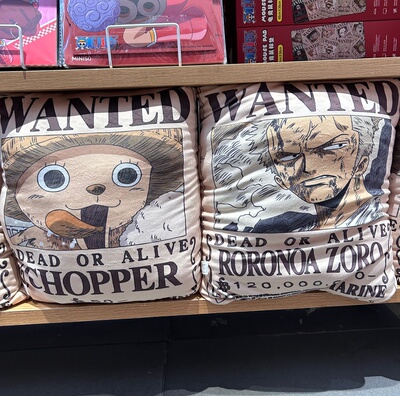 MINISO
WANTED
DEAD OR ALIVE
CHOPPER
WANTED
DEAD OR ALIVE
RORONOA ZORO
120,000
MARINE